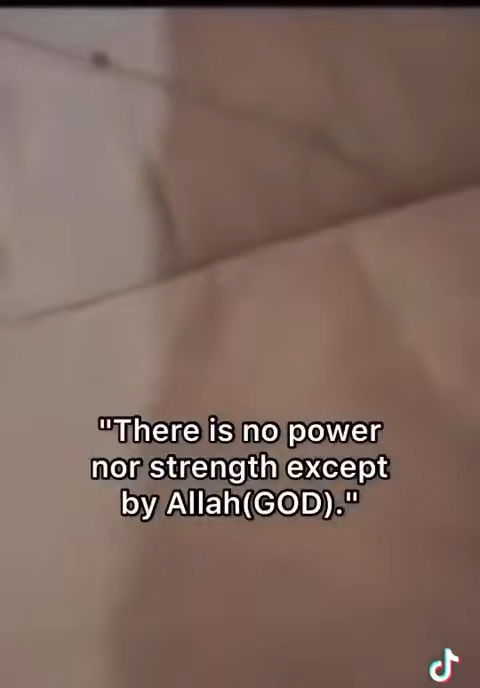 "There is no power
nor strength except
by Allah(GOD)."